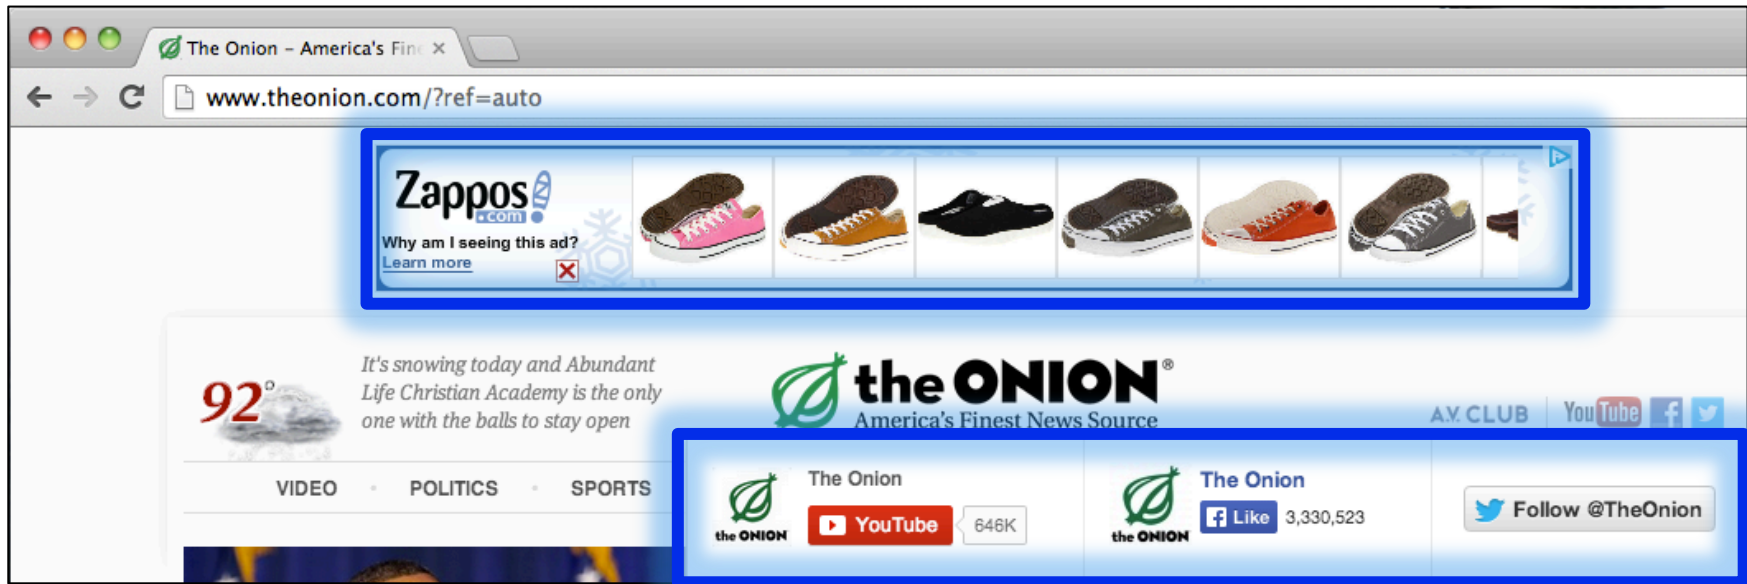 The Onion – America's Fine
www.theonion.com/?ref=auto
Zappos
.com
Why am I seeing this ad?
Learn more
It's snowing today and Abundant
Life Christian Academy is the only
one with the balls to stay open
92°
the ONION®
America's Finest News Source
A.V. CLUB
YouTube
VIDEO • POLITICS • SPORTS
the ONION
The Onion
YouTube 646K
the ONION
The Onion
Like 3,330,523
Follow @TheOnion